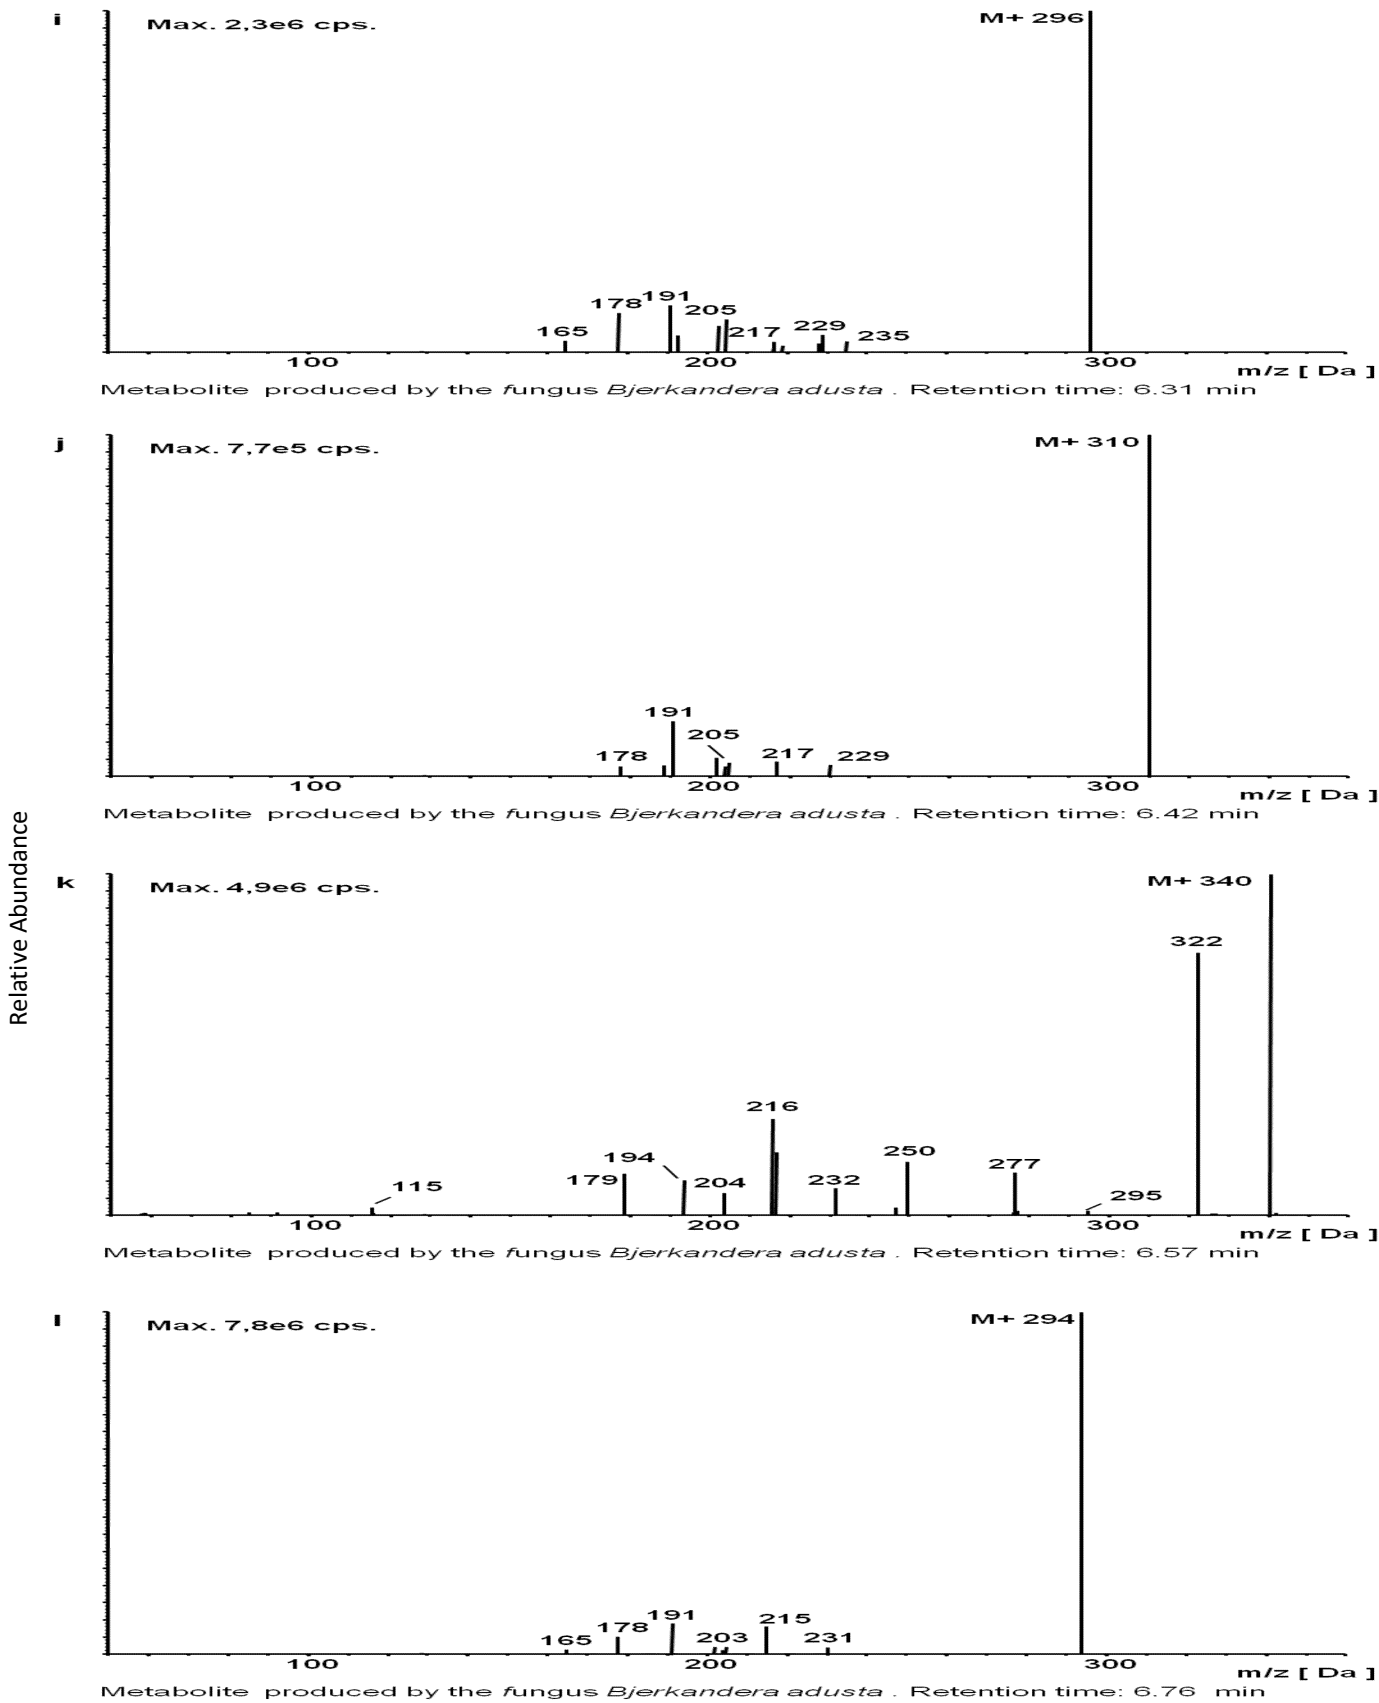 i
Max. 2,3e6 cps.
M+ 296
165
178
191
205
217
229
235
100
200
300
m/z [ Da ]
Metabolite produced by the fungus Bjerkandera adusta . Retention time: 6.31 min
j
Max. 7,7e5 cps.
M+ 310
178
191
205
217
229
100
200
300
m/z [ Da ]
Metabolite produced by the fungus Bjerkandera adusta . Retention time: 6.42 min
Relative Abundance
k
Max. 4,9e6 cps.
M+ 340
322
115
179
194
204
216
232
250
277
295
100
200
300
m/z [ Da ]
Metabolite produced by the fungus Bjerkandera adusta . Retention time: 6.57 min
l
Max. 7,8e6 cps.
M+ 294
165
178
191
203
215
231
100
200
300
m/z [ Da ]
Metabolite produced by the fungus Bjerkandera adusta . Retention time: 6.76 min